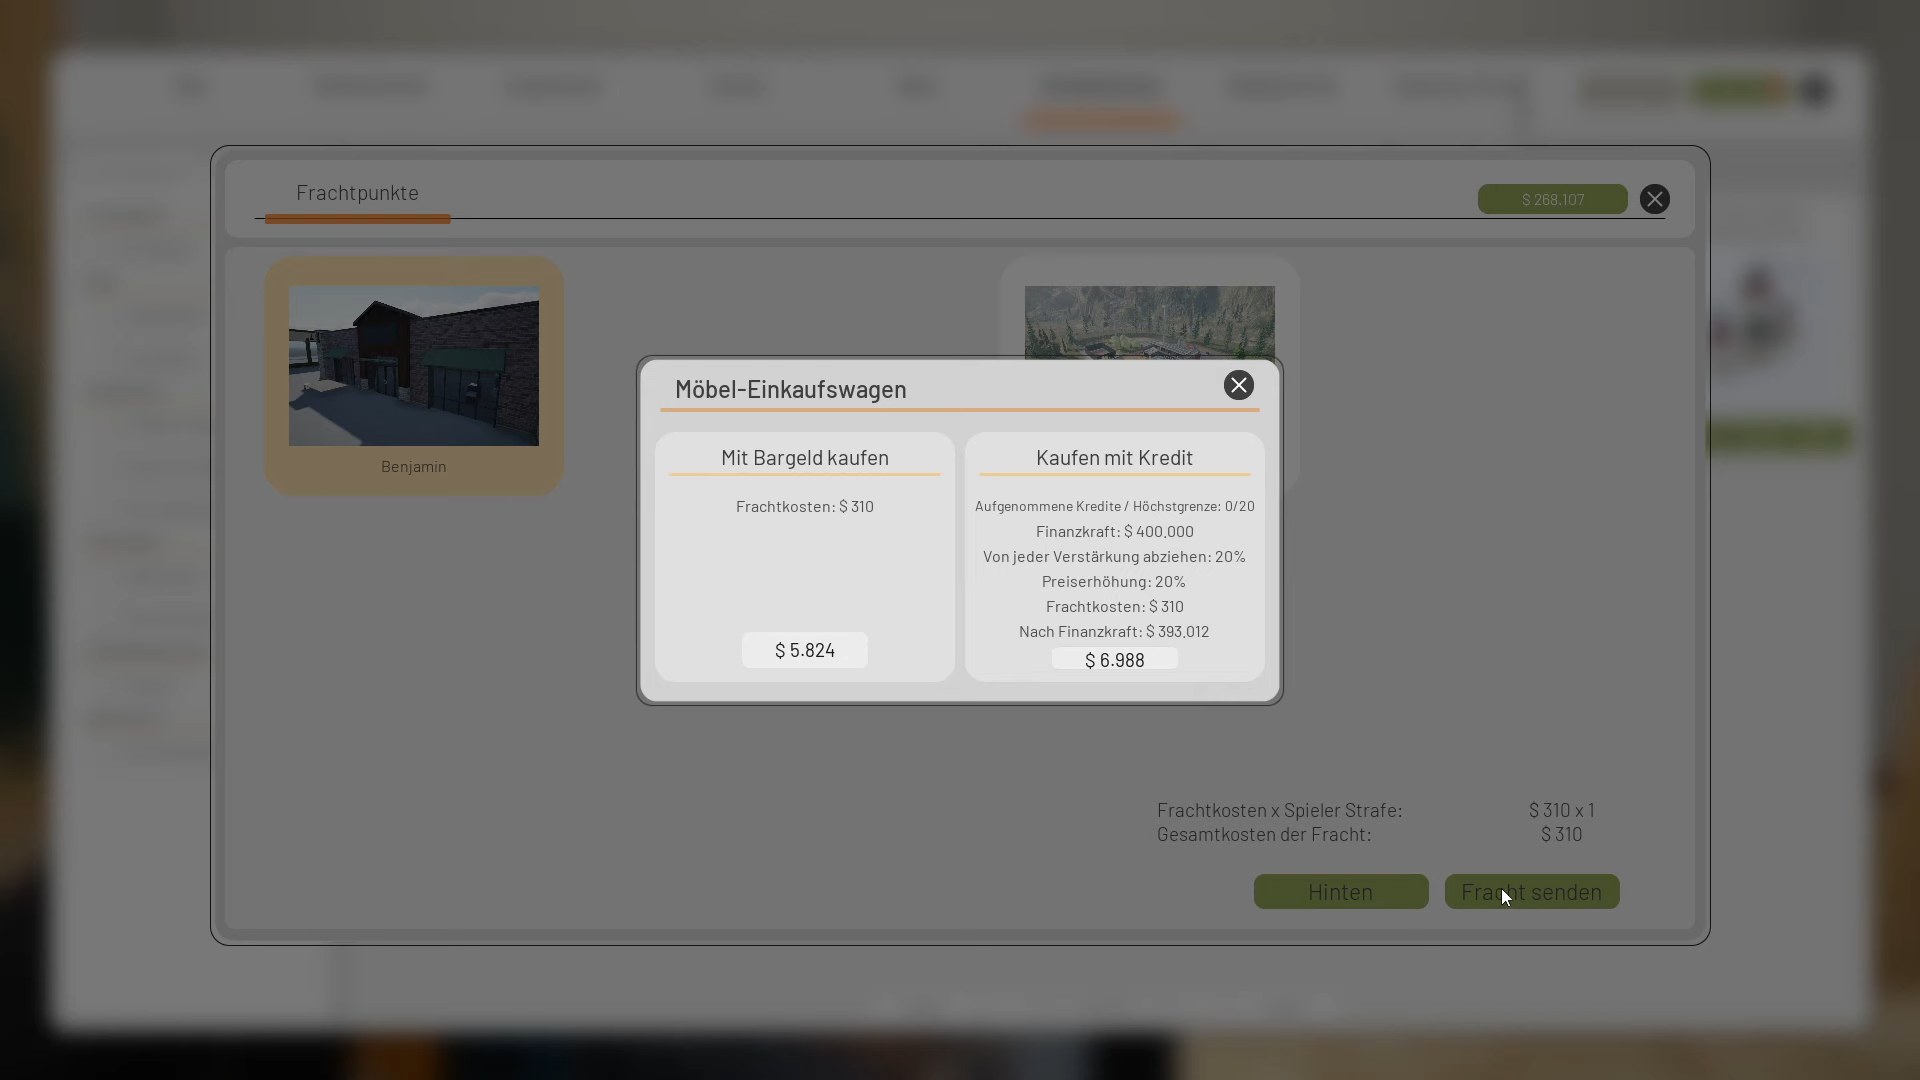 Frachtpunkte
$ 268.107
Benjamin
Möbel-Einkaufswagen
Mit Bargeld kaufen
Frachtkosten: $ 310
$ 5.824
Kaufen mit Kredit
Aufgenommene Kredite / Höchstgrenze: 0/20
Finanzkraft: $ 400.000
Von jeder Verstärkung abziehen: 20%
Preiserhöhung: 20%
Frachtkosten: $ 310
Nach Finanzkraft: $ 393.012
$ 6.988
Frachtkosten x Spieler Strafe: $ 310 x 1
Gesamtkosten der Fracht: $ 310
Hinten
Fracht senden